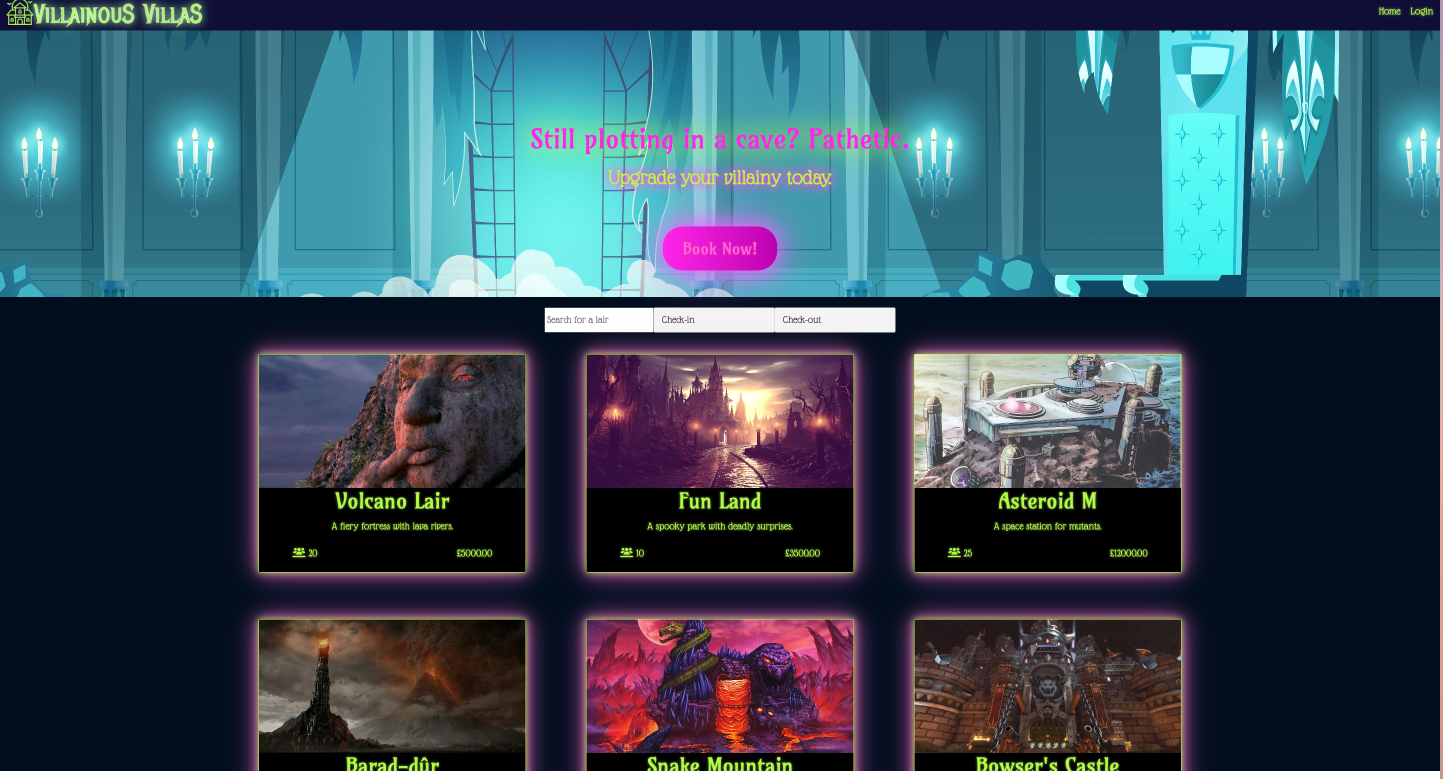 Villainous Villas
Home Login
Still plotting in a cave? Pathetic.
Upgrade your villainy today.
Book Now!
Search for a lair Check-in Check-out
Volcano Lair
A fiery fortress with lava rivers.
20 £5000.00
Fun Land
A spooky park with deadly surprises.
10 £3500.00
Asteroid M
A space station for mutants.
25 £12000.00
Barad-dûr
Snake Mountain
Bowser's Castle